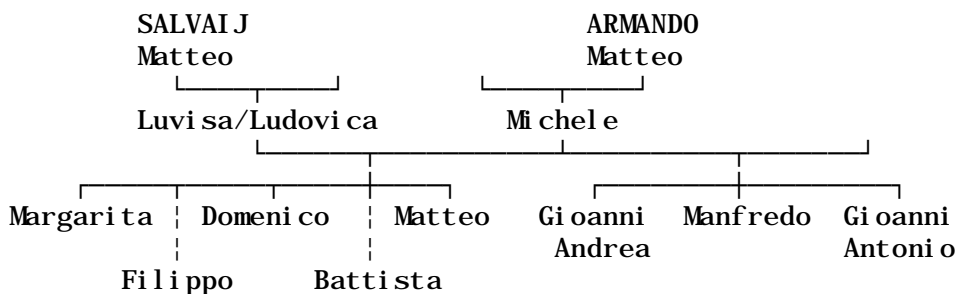 SALVAIJ ARMANDO
Matteo Matteo
Luvisa/Ludovica Michele
Margarita Domenico Matteo Gioanni Manfredo Gioanni
Andrea Antonio
Filippo Battista